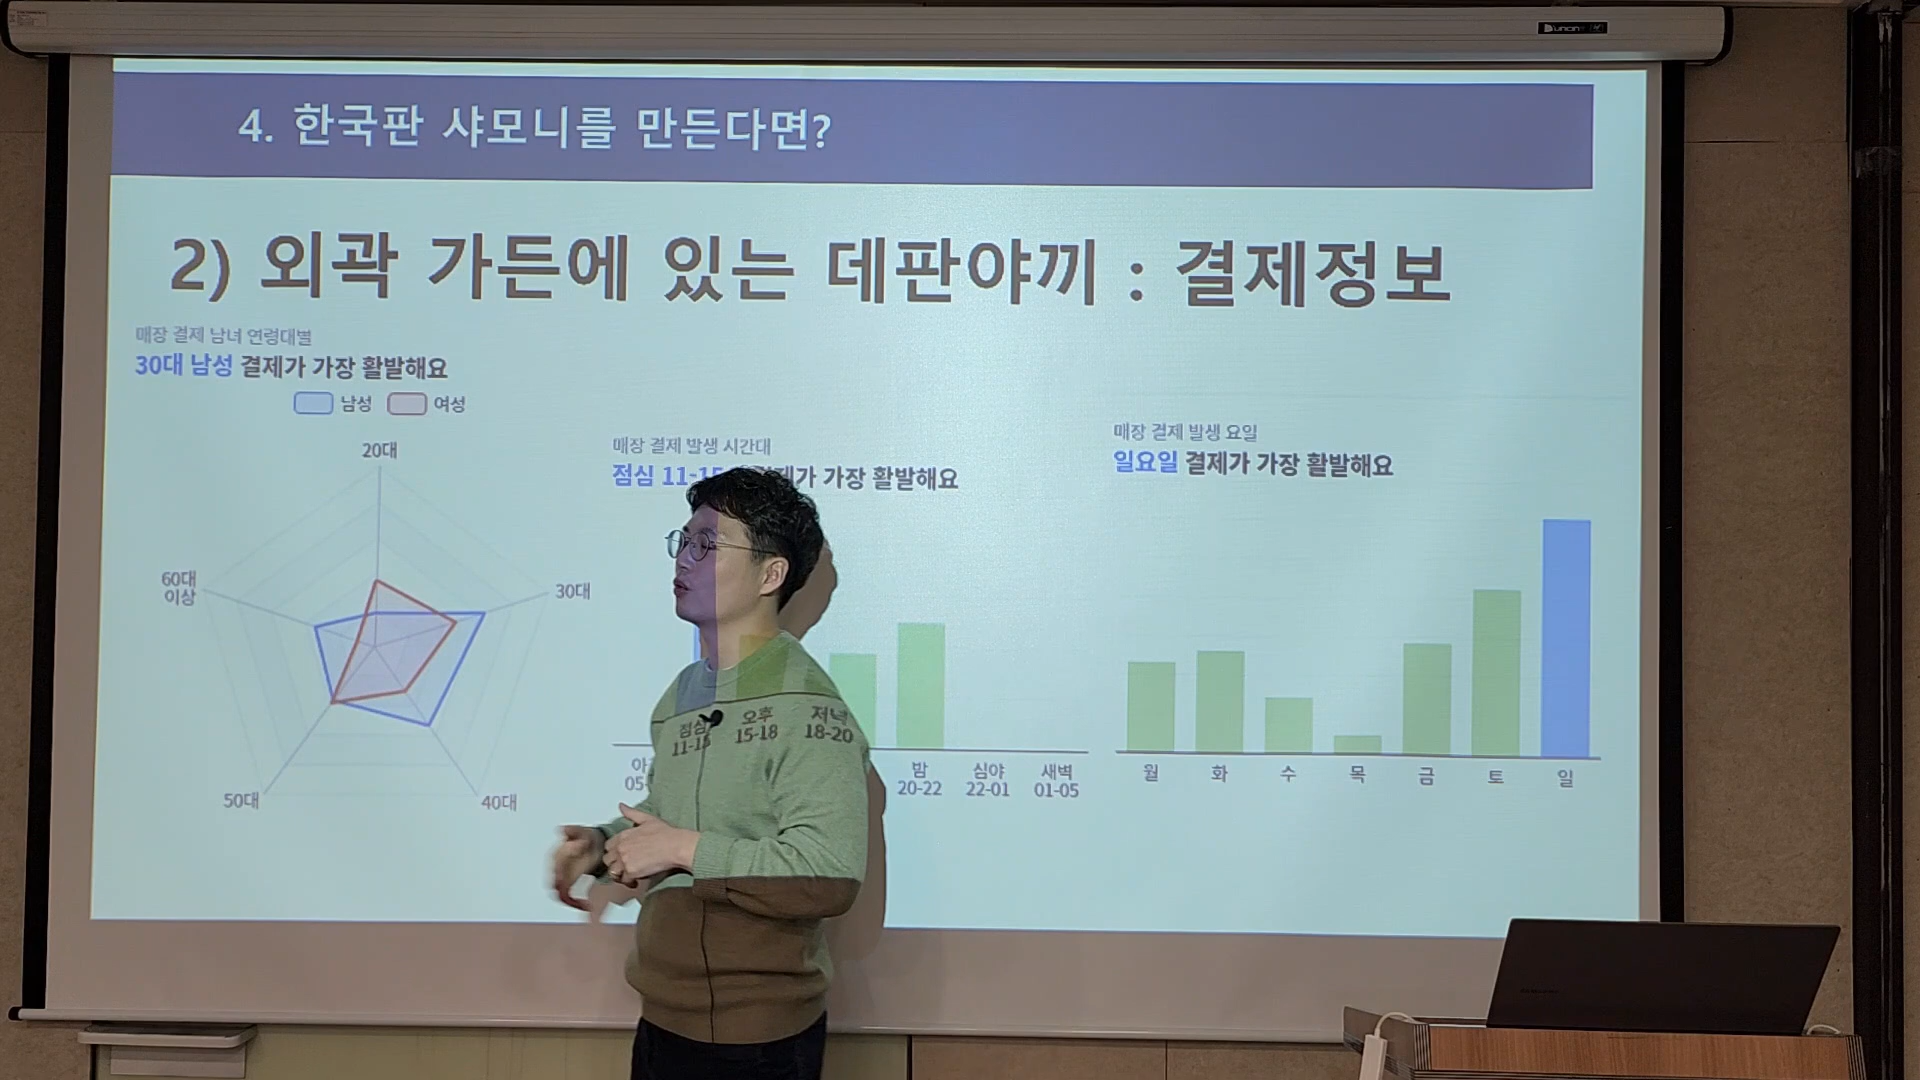 4. 한국판 샤모니를 만든다면?
2) 외곽 가든에 있는 데판야끼 : 결제정보
매장 결제 남녀 연령대별
30대 남성 결제가 가장 활발해요
남성 여성
20대
30대
40대
50대
60대
이상
매장 결제 발생 시간대
점심 11-15 가 가장 활발해요
점심
11-15
오후
15-18
저녁
18-20
밤
20-22
심야
22-01
새벽
01-05
매장 결제 발생 요일
일요일 결제가 가장 활발해요
월 화 수 목 금 토 일